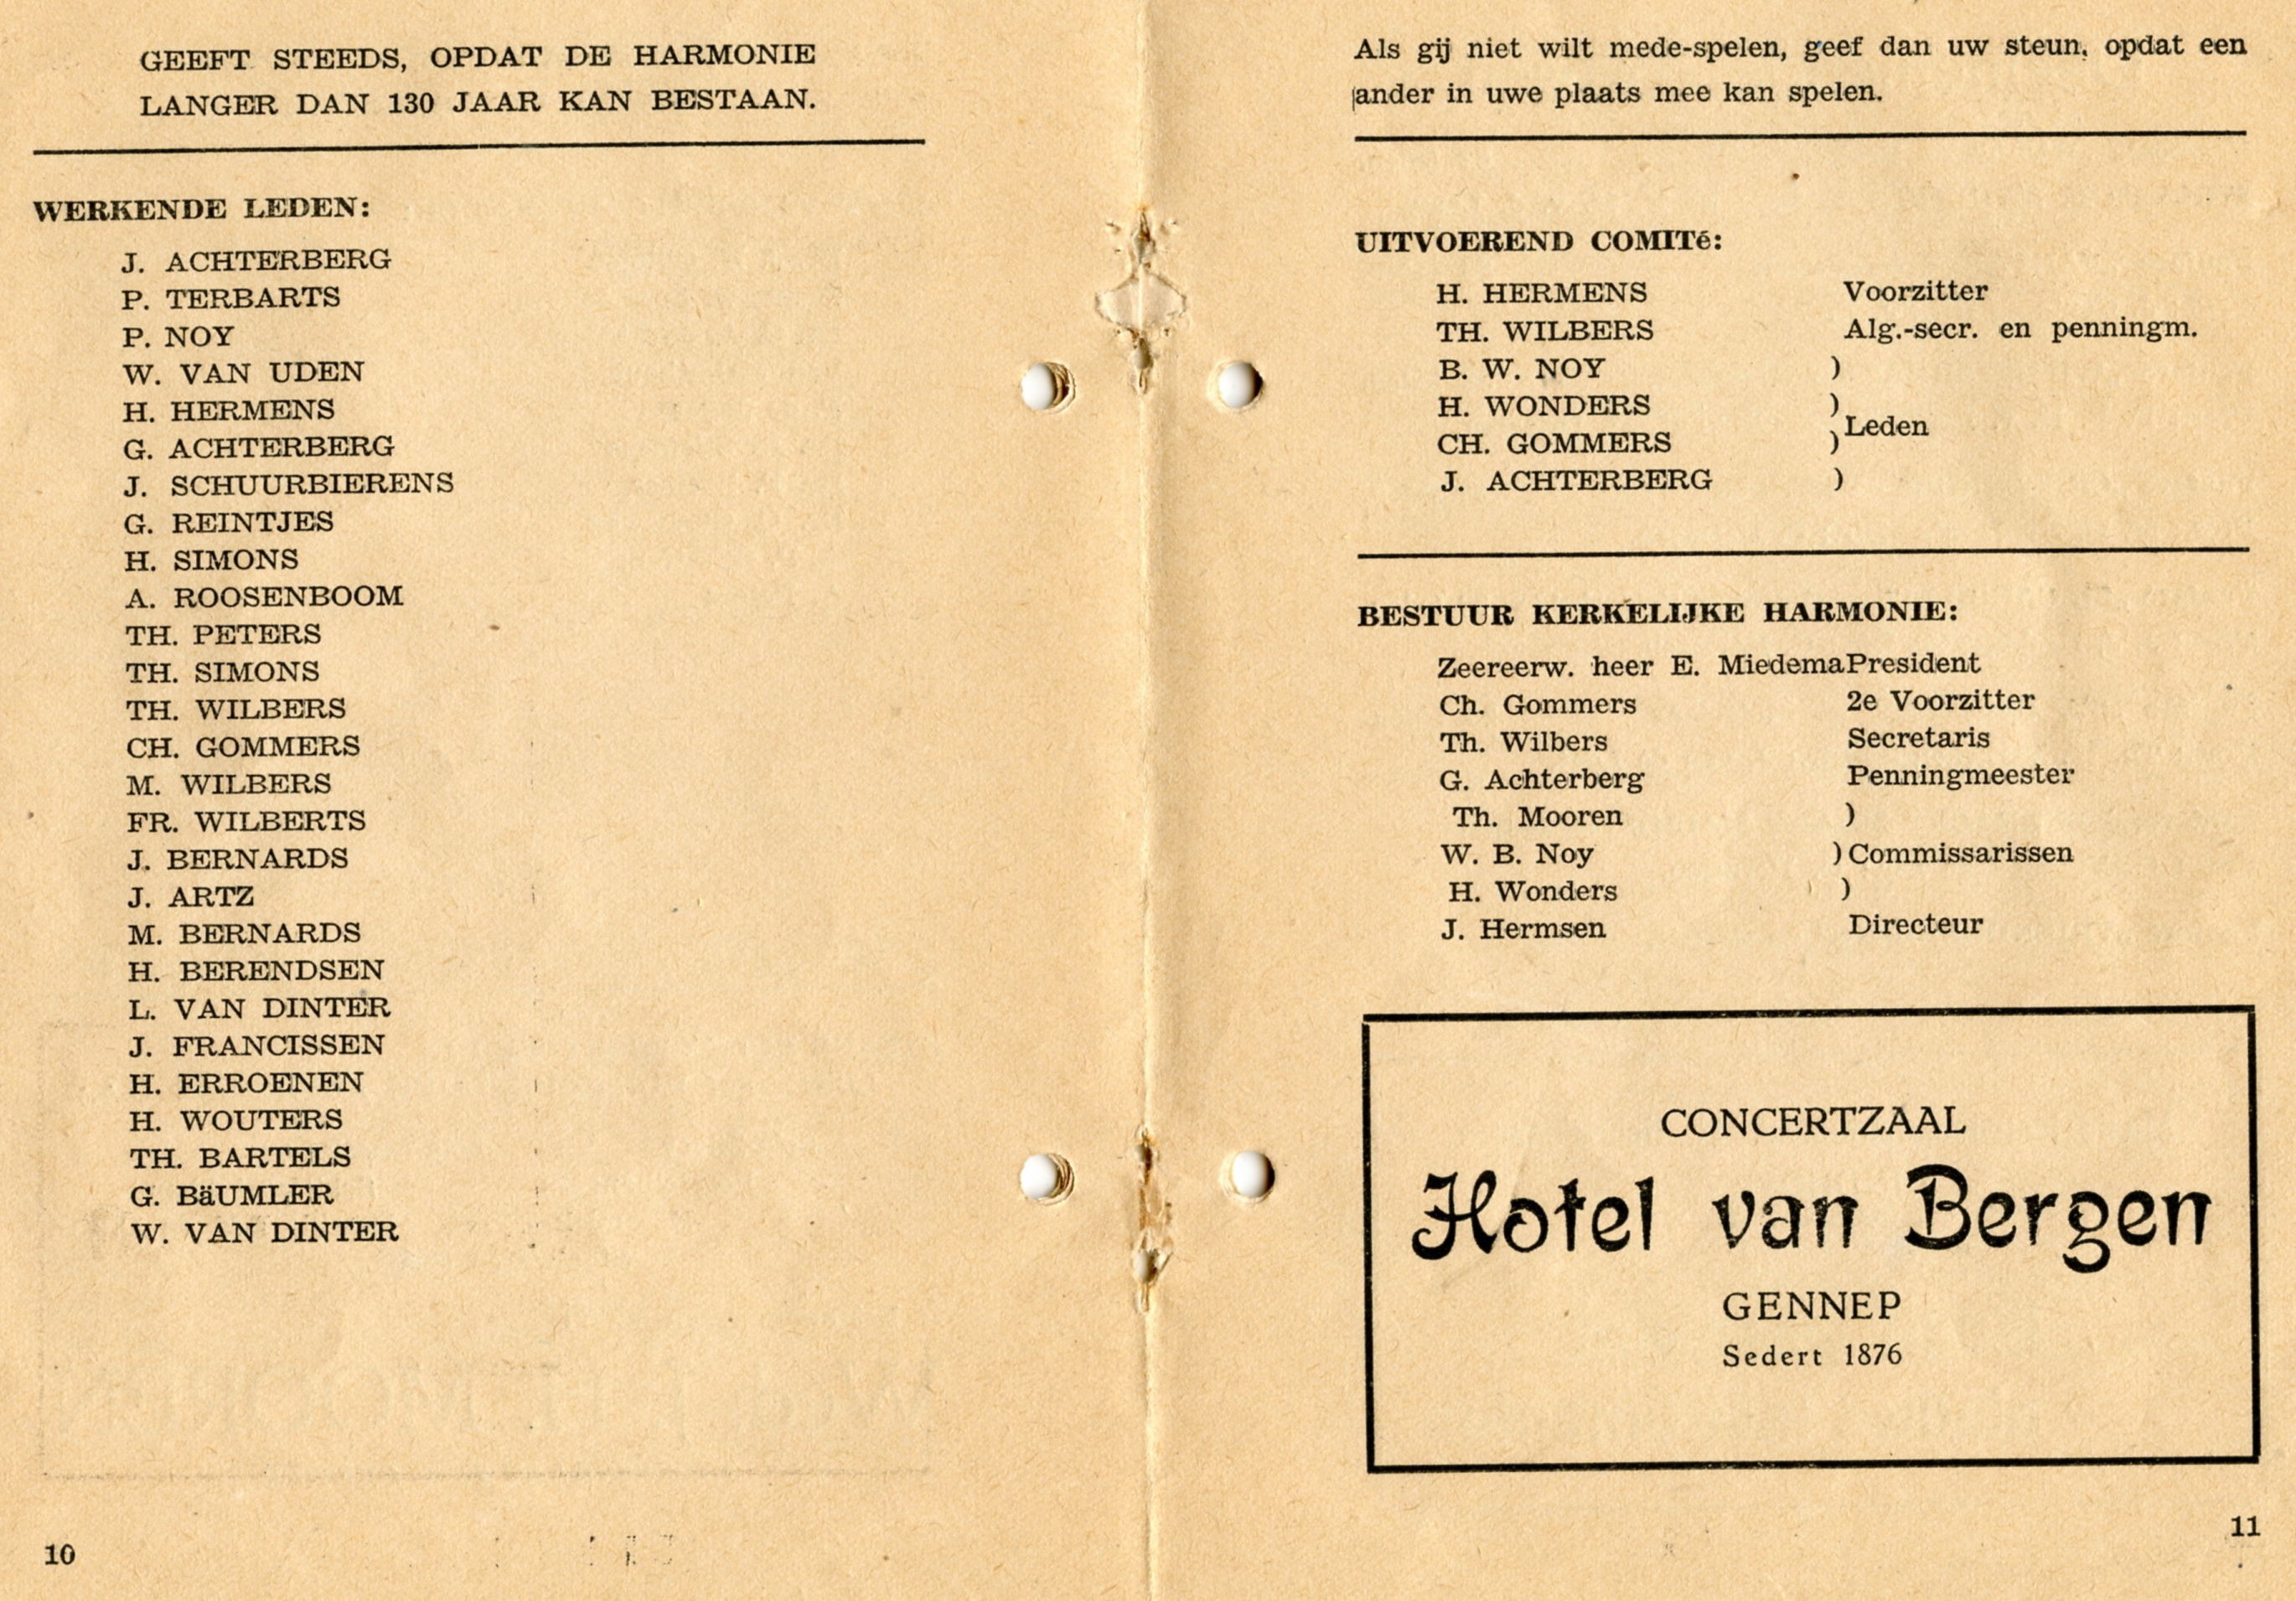 GEEFT STEEDS, OPDAT DE HARMONIE
LANGER DAN 130 JAAR KAN BESTAAN.
WERKENDE LEDEN:
J. ACHTERBERG
P. TERBARTS
P. NOY
W. VAN UDEN
H. HERMENS
G. ACHTERBERG
J. SCHUURBIERENS
G. REINTJES
H. SIMONS
A. ROOSENBOOM
TH. PETERS
TH. SIMONS
TH. WILBERS
CH. GOMMERS
M. WILBERS
FR. WILBERTS
J. BERNARDS
J. ARTZ
M. BERNARDS
H. BERENDSEN
L. VAN DINTER
J. FRANCISSEN
H. ERROENEN
H. WOUTERS
TH. BARTELS
G. BäUMLER
W. VAN DINTER
10
Als gij niet wilt mede-spelen, geef dan uw steun, opdat een
ander in uwe plaats mee kan spelen.
UITVOEREND COMITé:
H. HERMENS Voorzitter
TH. WILBERS Alg.-secr. en penningm.
B. W. NOY )
H. WONDERS )
Leden
CH. GOMMERS )
J. ACHTERBERG )
BESTUUR KERKELIJKE HARMONIE:
Zeereerw. heer E. Miedema President
Ch. Gommers 2e Voorzitter
Th. Wilbers Secretaris
G. Achterberg Penningmeester
Th. Mooren )
W. B. Noy ) Commissarissen
H. Wonders )
J. Hermsen Directeur
CONCERTZAAL
Hotel van Bergen
GENNEP
Sedert 1876
11